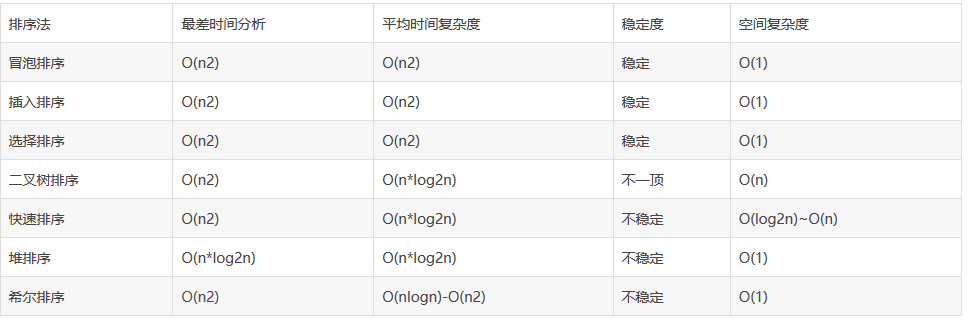 排序法 最差时间分析 平均时间复杂度 稳定度 空间复杂度
冒泡排序 O(n2) O(n2) 稳定 O(1)
插入排序 O(n2) O(n2) 稳定 O(1)
选择排序 O(n2) O(n2) 稳定 O(1)
二叉树排序 O(n2) O(n*log2n) 不一顶 O(n)
快速排序 O(n2) O(n*log2n) 不稳定 O(log2n)~O(n)
堆排序 O(n*log2n) O(n*log2n) 不稳定 O(1)
希尔排序 O(n2) O(nlogn)-O(n2) 不稳定 O(1)